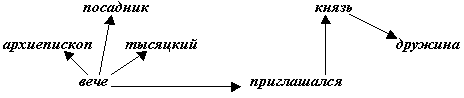 посадник князь
архиепископ тысяцкий дружина
вече приглашался